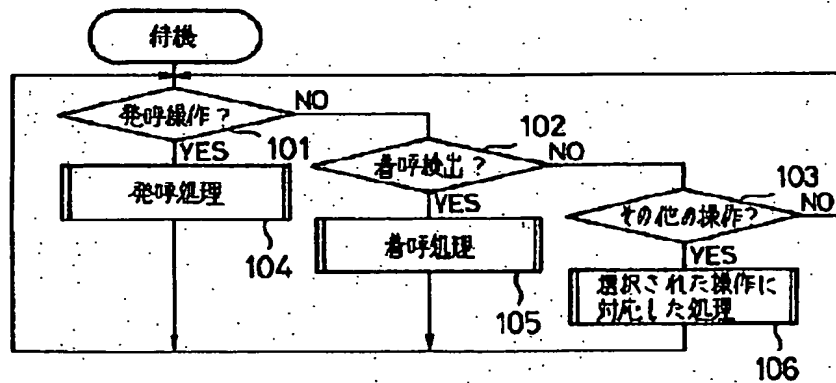 待機
発呼操作?
NO
101
YES
発呼処理
104
102
着呼検出?
NO
YES
着呼処理
105
103
その他の操作?
NO
YES
選択された操作に
対応した処理
106